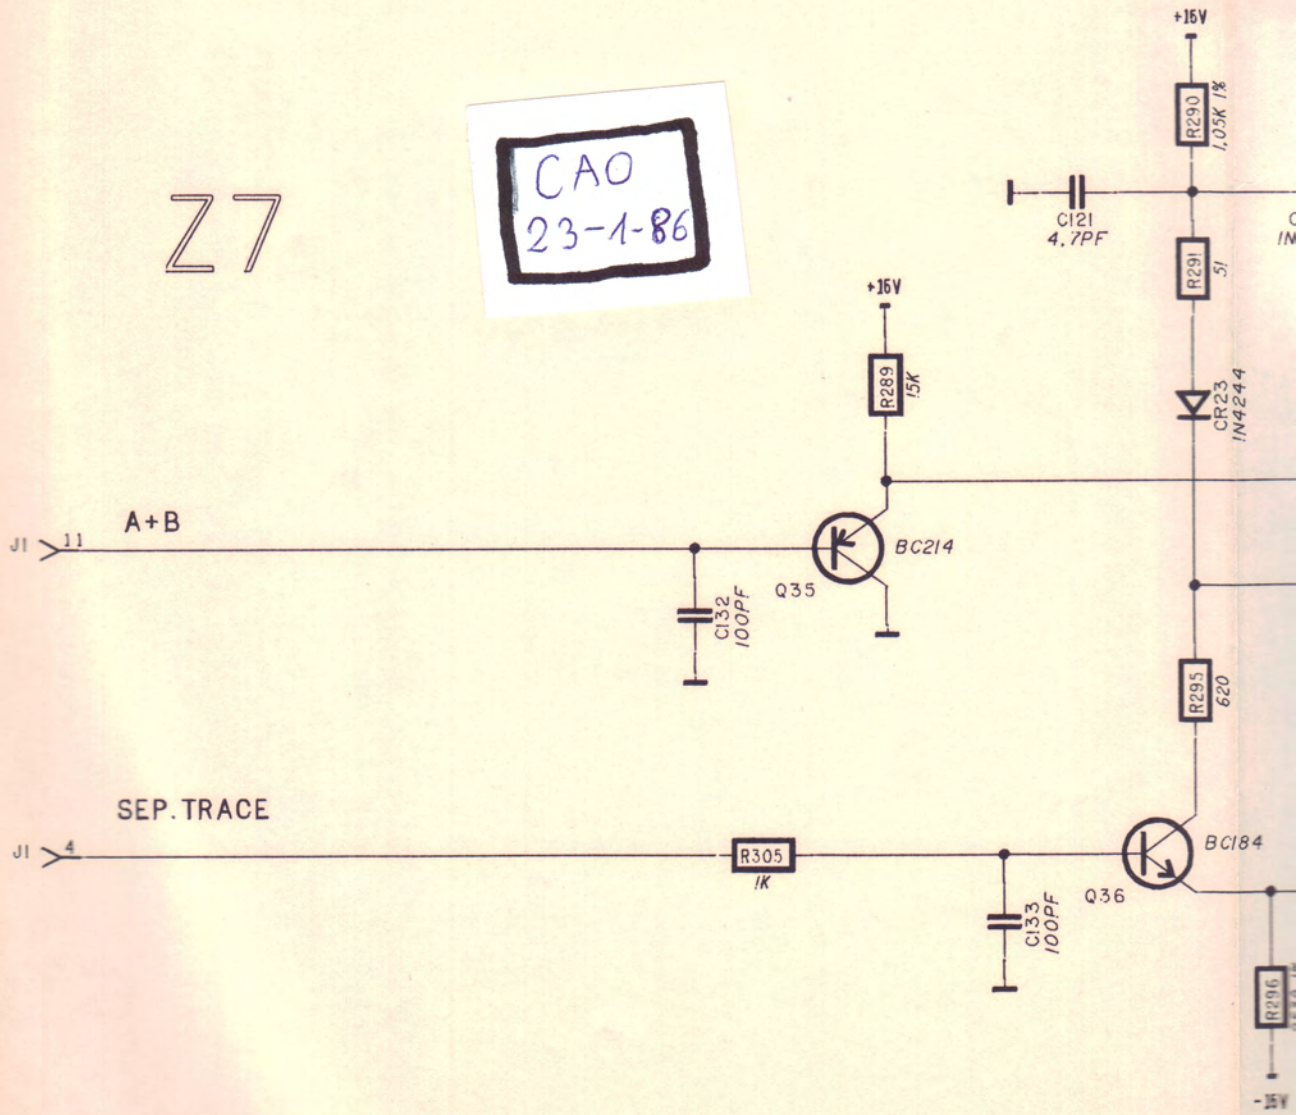 +15V
R290
1,05K 1%
CAO
23-1-86
Z7
C121
4,7PF
R291
51
+15V
R289
15K
CR23
1N4244
A+B
J1 11
BC214
Q35
C132
100PF
R295
620
SEP.TRACE
J1 4
R305
1K
BC184
Q36
C133
100PF
R296
-15V